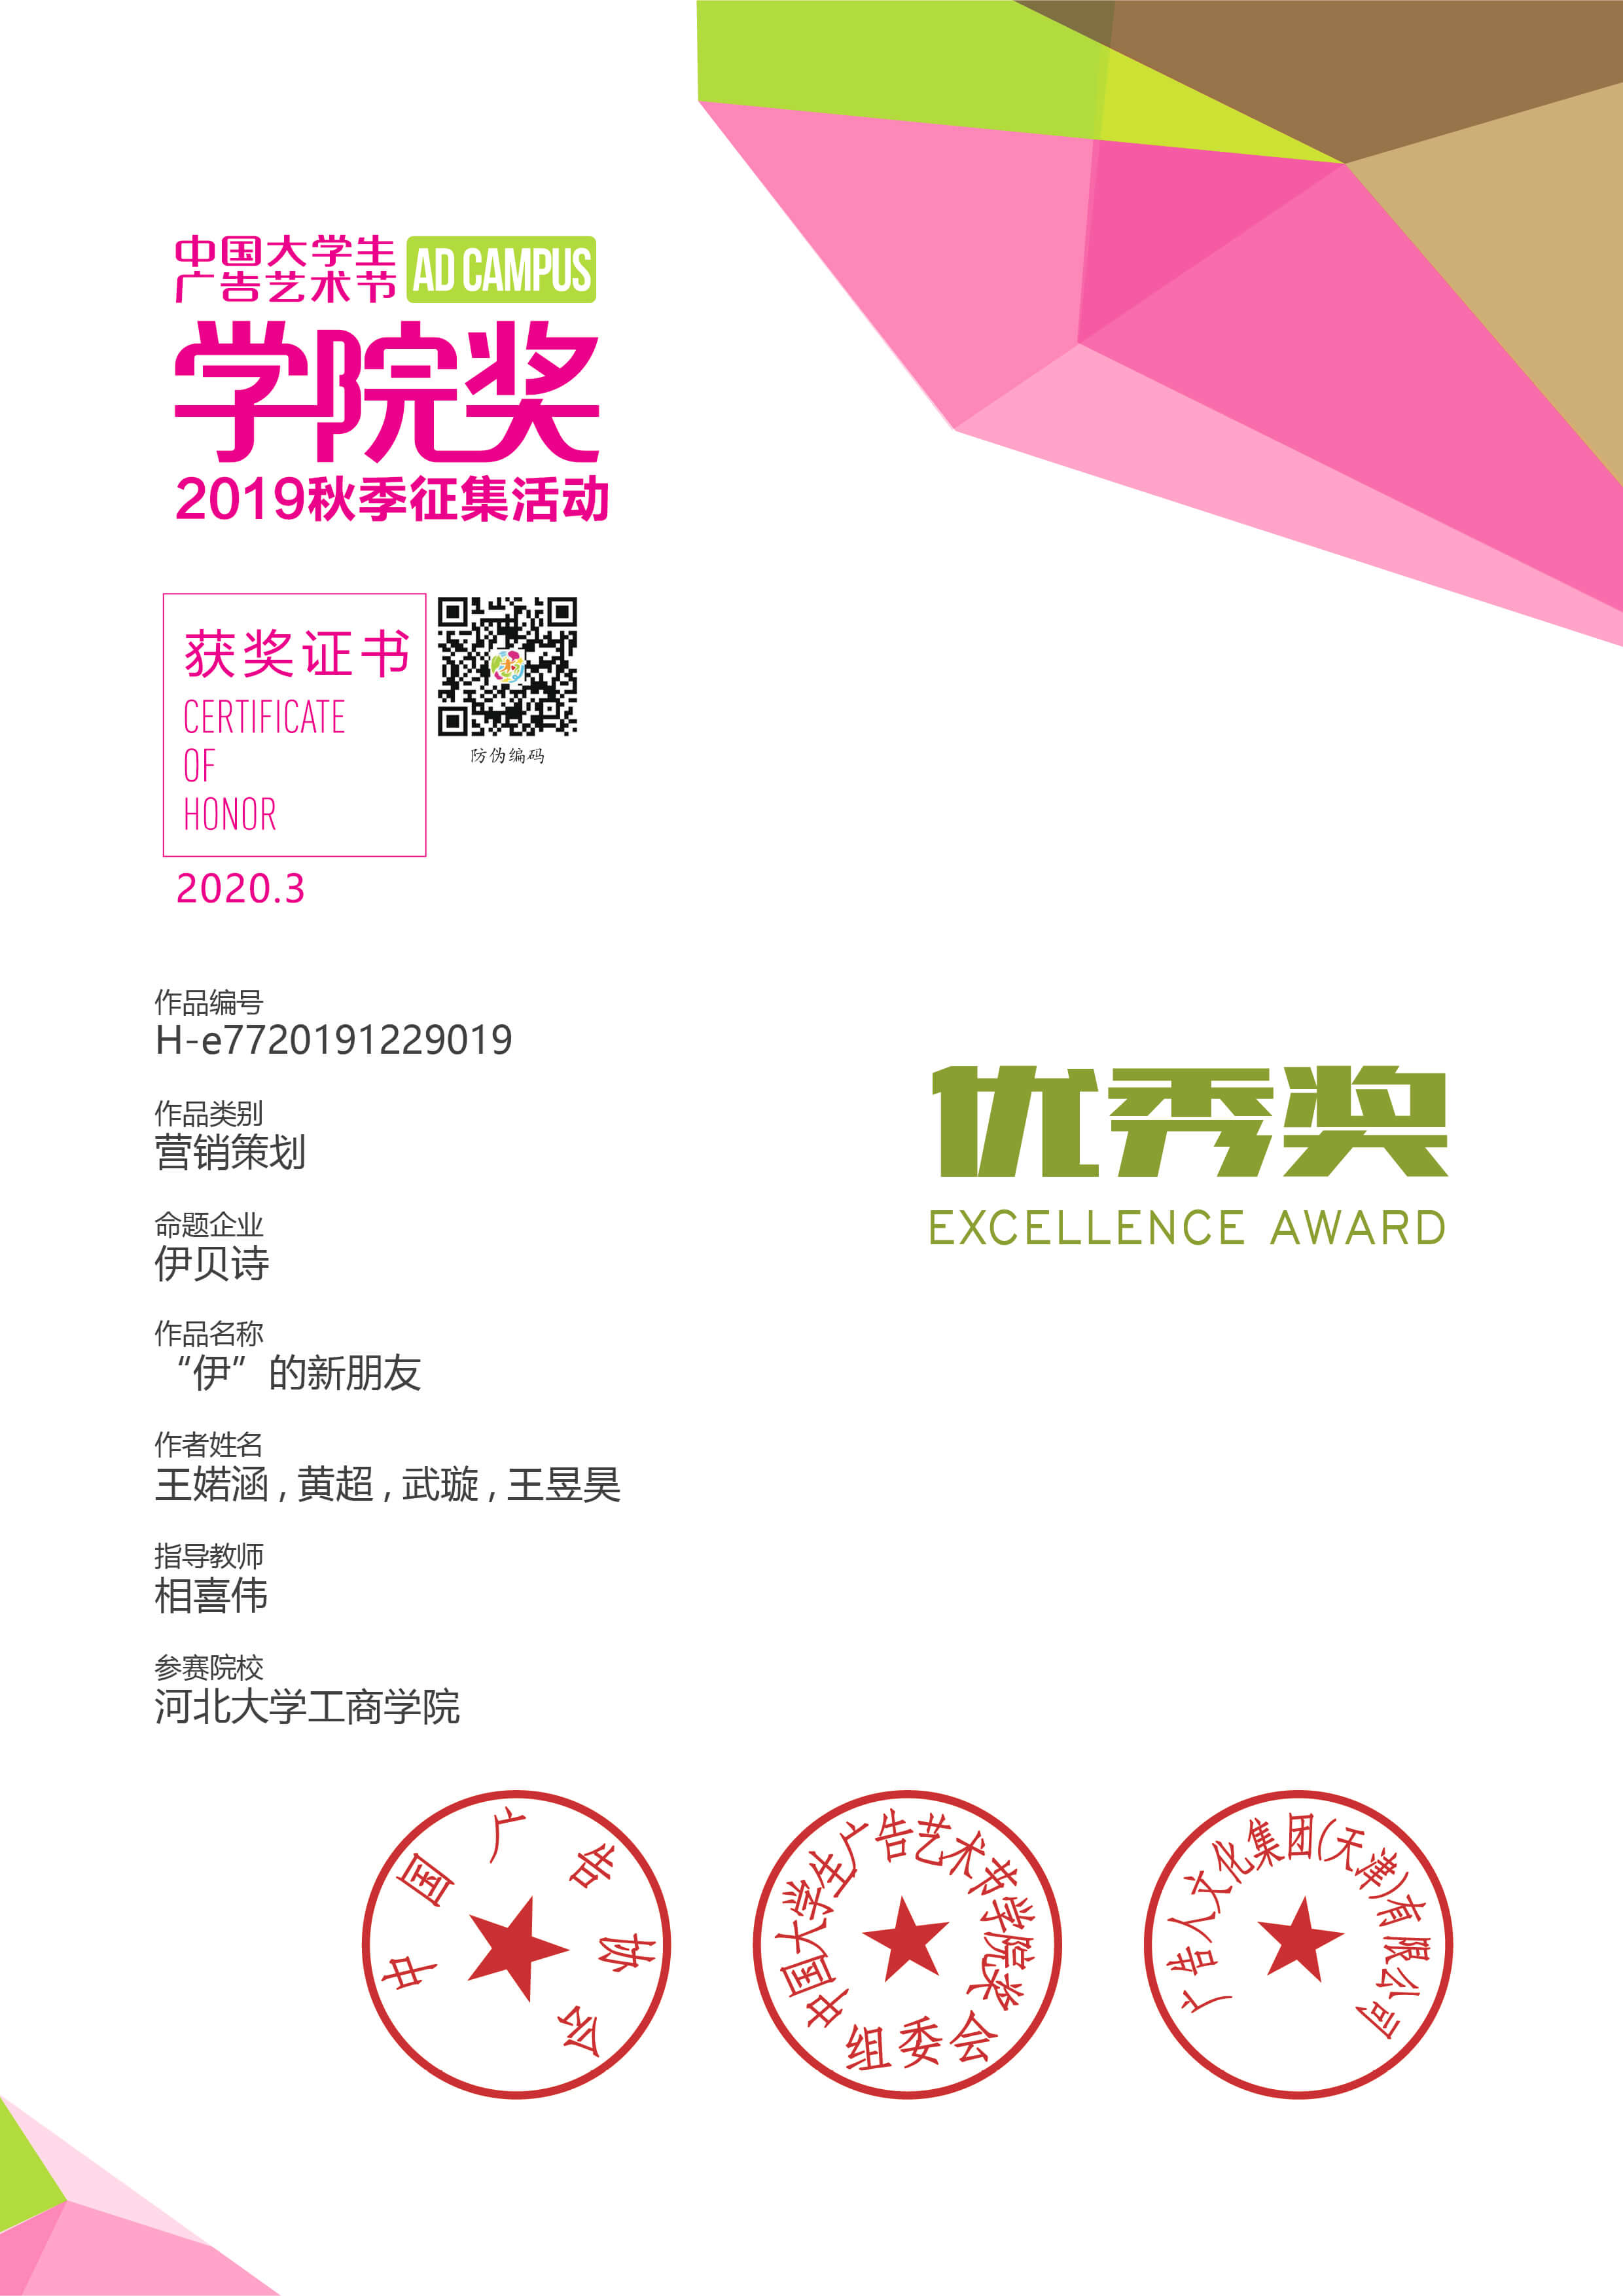 中国大学生
广告艺术节
AD CAMPUS
学院奖
2019秋季征集活动
获奖证书
CERTIFICATE
OF
HONOR
防伪编码
2020.3
作品编号
H-e7720191229019
作品类别
营销策划
命题企业
伊贝诗
作品名称
“伊”的新朋友
作者姓名
王婼涵 , 黄超 , 武璇 , 王昱昊
指导教师
相喜伟
参赛院校
河北大学工商学院
优秀奖
EXCELLENCE AWARD
中国广告协会
中国大学生广告艺术节学院奖
组委会
广告人文化集团(天津)有限公司